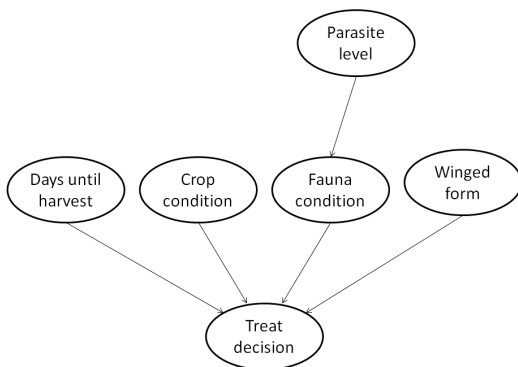 Parasite
level
Days until
harvest
Crop
condition
Fauna
condition
Winged
form
Treat
decision